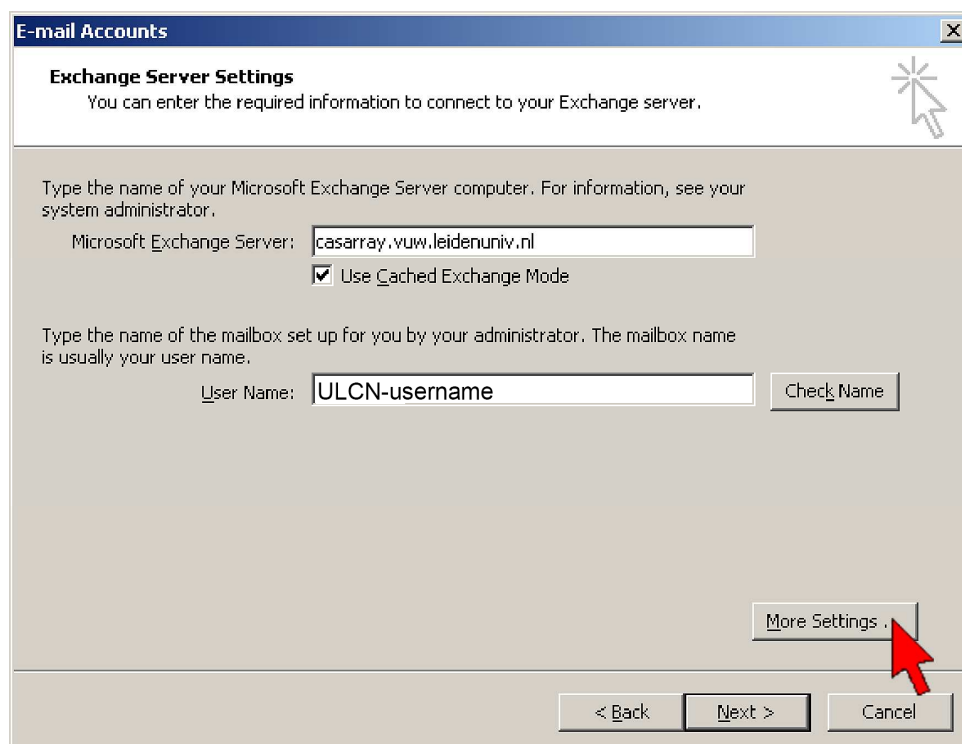 E-mail Accounts
Exchange Server Settings
You can enter the required information to connect to your Exchange server.
Type the name of your Microsoft Exchange Server computer. For information, see your
system administrator.
Microsoft Exchange Server: casarray.vuw.leidenuniv.nl
Use Cached Exchange Mode
Type the name of the mailbox set up for you by your administrator. The mailbox name
is usually your user name.
User Name: ULCN-username Check Name
More Settings .
< Back Next > Cancel